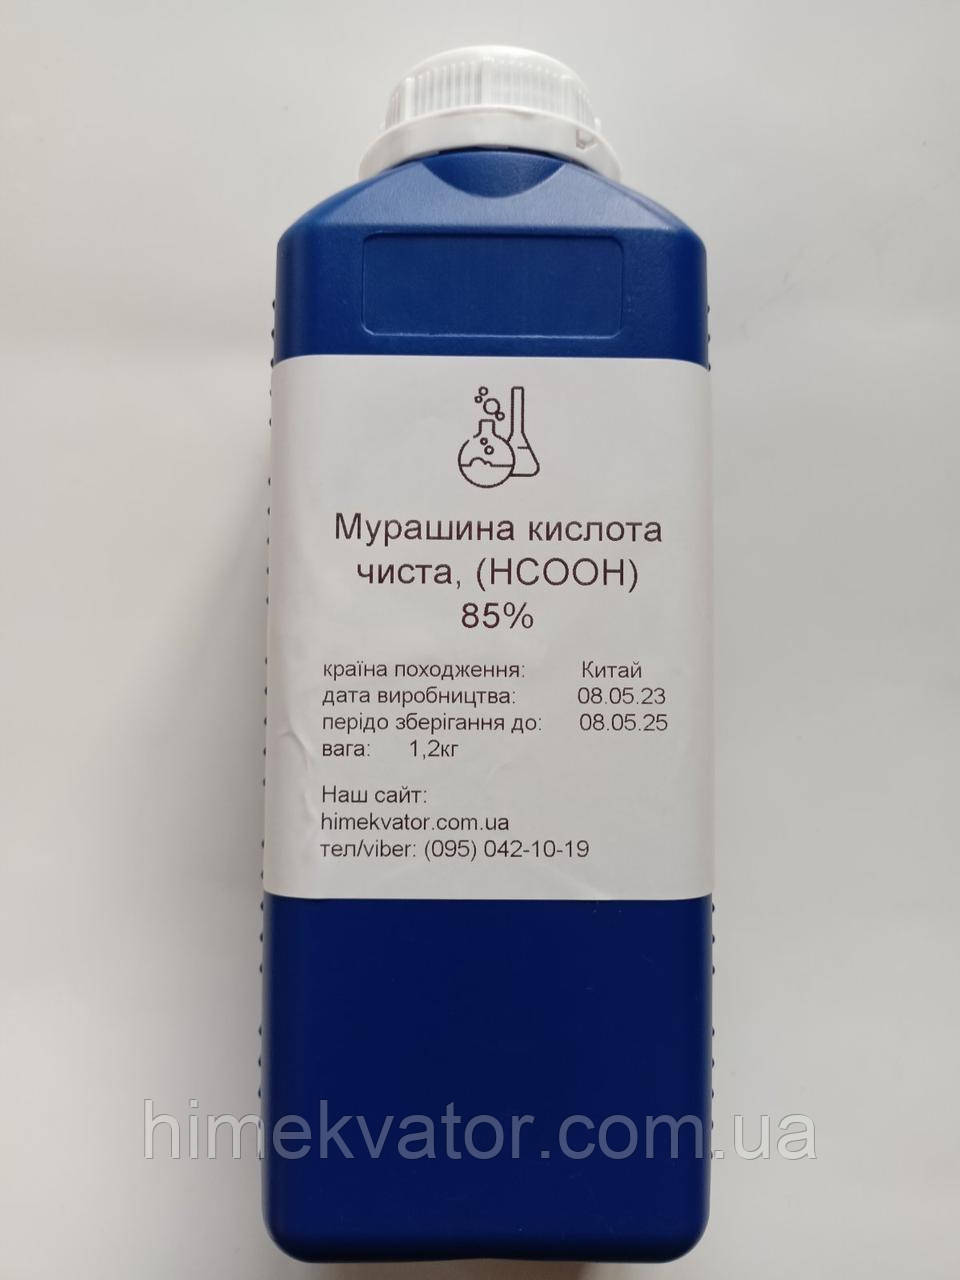 Мурашина кислота
чиста, (HCOOH)
85%
країна походження: Китай
дата виробництва: 08.05.23
перідо зберігання до: 08.05.25
вага: 1,2кг
Наш сайт:
himekvator.com.ua
тел/viber: (095) 042-10-19
himekvator.com.ua